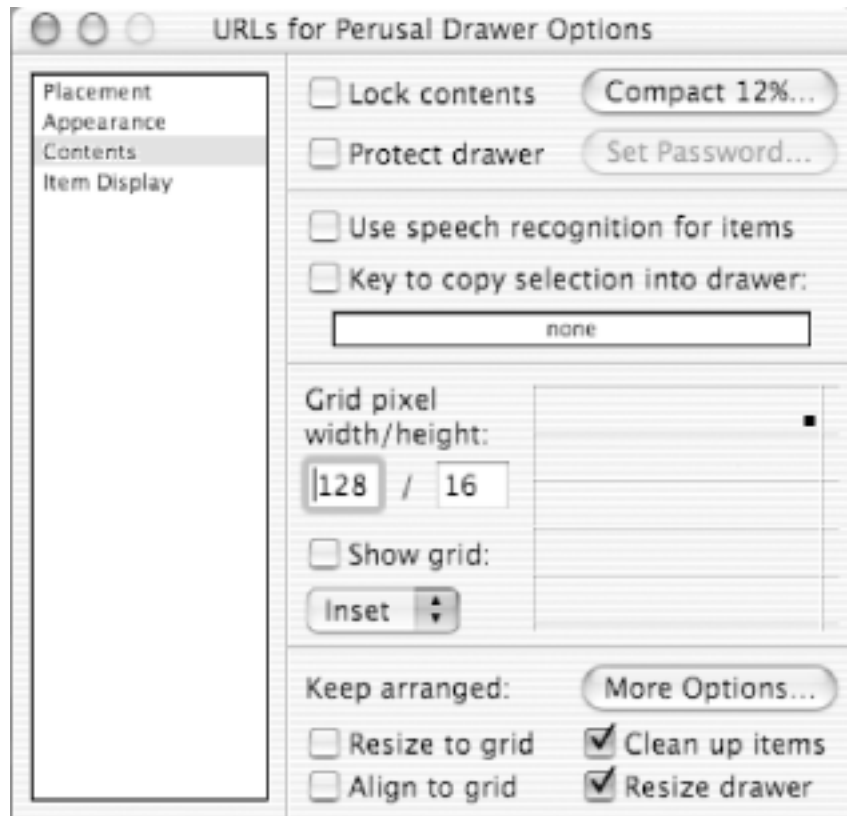 URLs for Perusal Drawer Options
Placement
Appearance
Contents
Item Display
Lock contents
Compact 12%...
Protect drawer
Set Password...
Use speech recognition for items
Key to copy selection into drawer:
none
Grid pixel
width/height:
128 / 16
Show grid:
Inset
Keep arranged:
More Options...
Resize to grid
Clean up items
Align to grid
Resize drawer